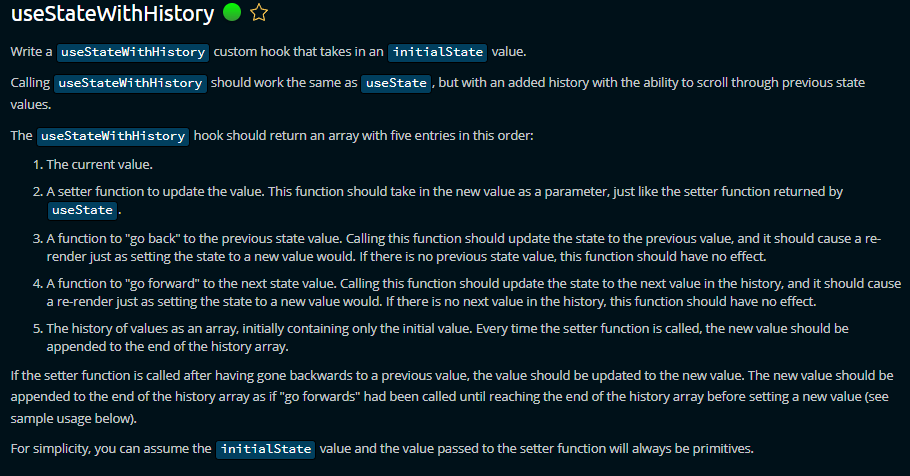 useStateWithHistory
Write a useStateWithHistory custom hook that takes in an initialState value.
Calling useStateWithHistory should work the same as useState, but with an added history with the ability to scroll through previous state
values.
The useStateWithHistory hook should return an array with five entries in this order:
1. The current value.
2. A setter function to update the value. This function should take in the new value as a parameter, just like the setter function returned by
useState.
3. A function to "go back" to the previous state value. Calling this function should update the state to the previous value, and it should cause a re-
render just as setting the state to a new value would. If there is no previous state value, this function should have no effect.
4. A function to "go forward" to the next state value. Calling this function should update the state to the next value in the history, and it should cause
a re-render just as setting the state to a new value would. If there is no next value in the history, this function should have no effect.
5. The history of values as an array, initially containing only the initial value. Every time the setter function is called, the new value should be
appended to the end of the history array.
If the setter function is called after having gone backwards to a previous value, the value should be updated to the new value. The new value should be
appended to the end of the history array as if "go forwards" had been called until reaching the end of the history array before setting a new value (see
sample usage below).
For simplicity, you can assume the initialState value and the value passed to the setter function will always be primitives.